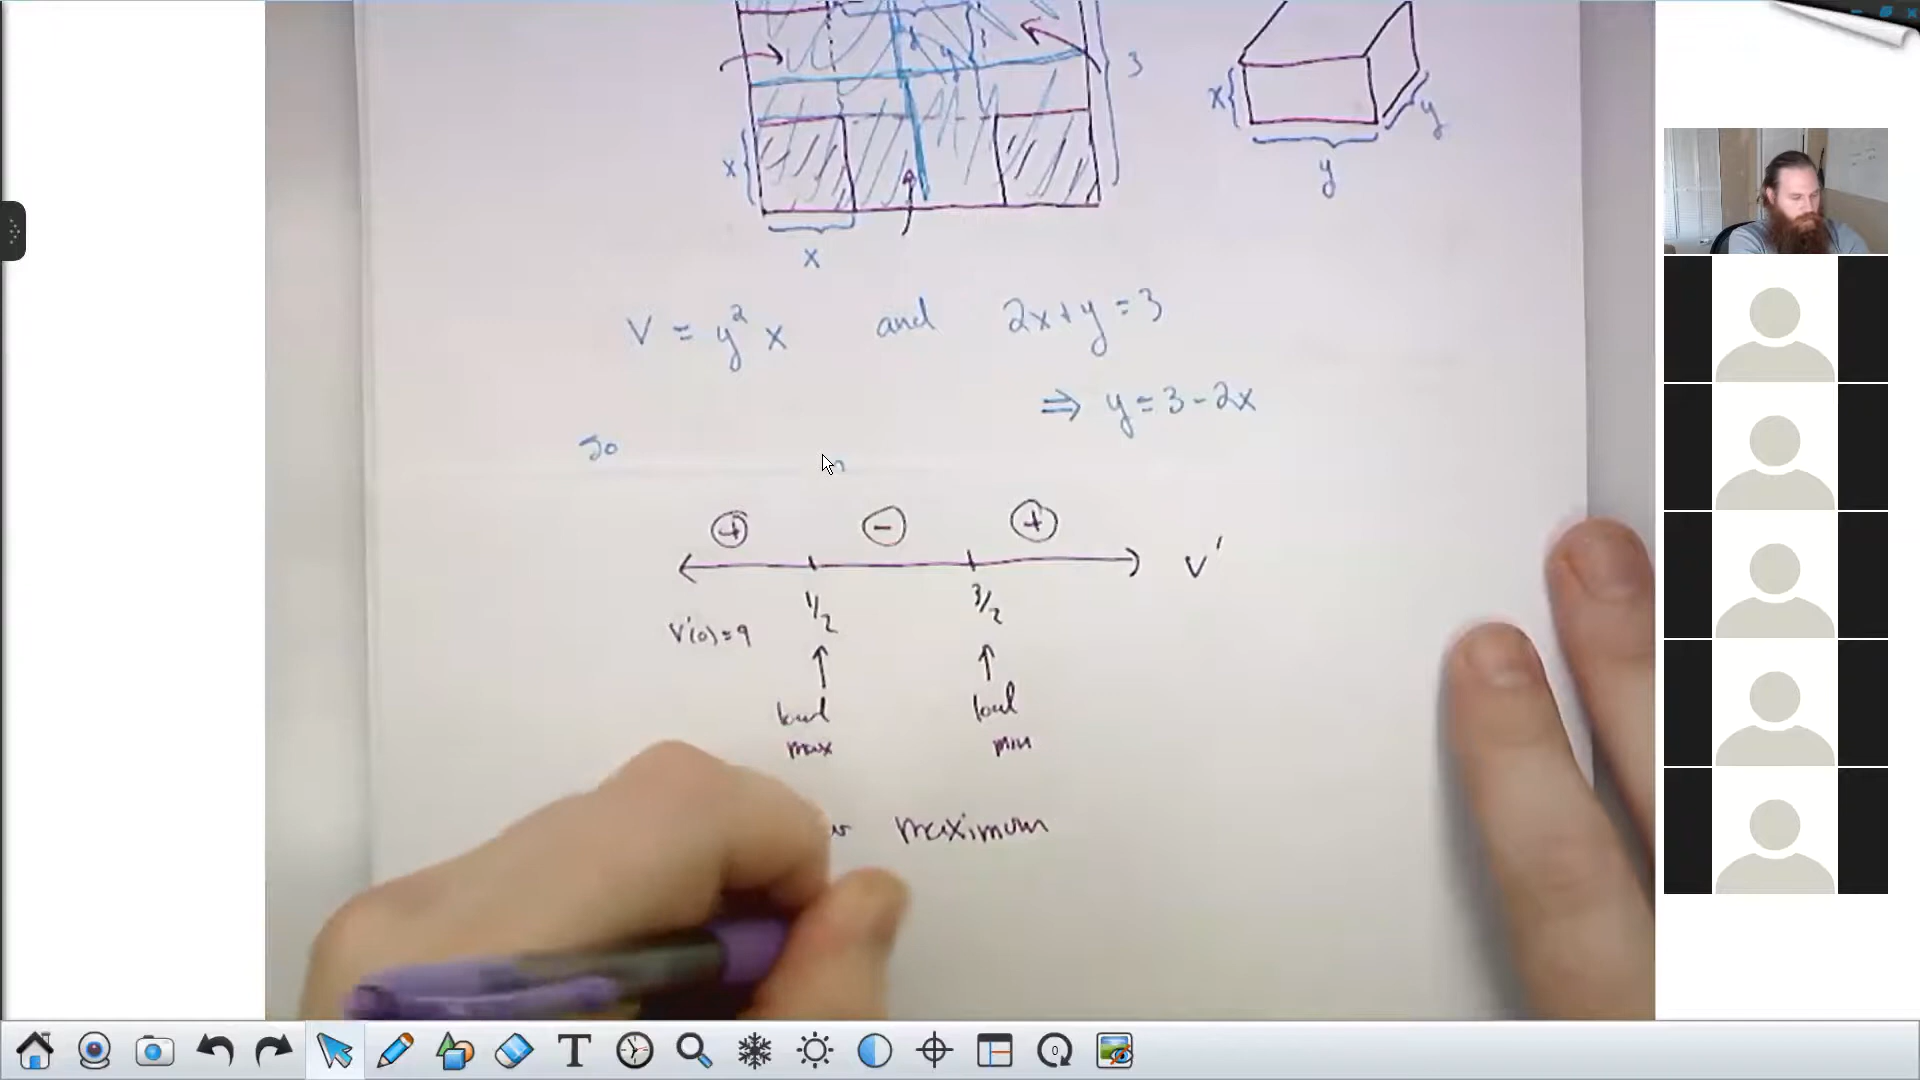 3
x
y
x
x
y
V = y² x and 2x+y=3
⇒ y=3-2x
So
+ - +
V'
1/2 3/2
V'(0)=9
local local
max min
maximum
T
0